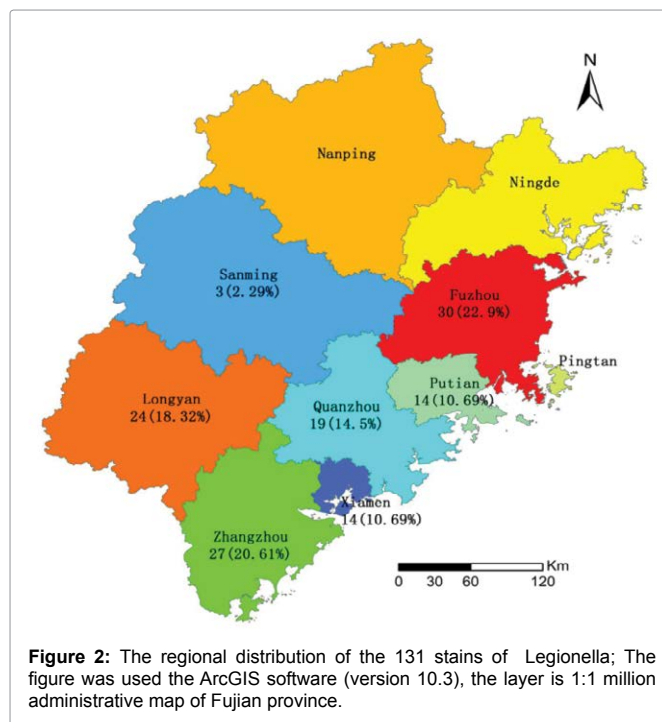 N
Nanping
Ningde
Sanming
3(2.29%)
Fuzhou
30(22.9%)
Pingtan
Putian
14(10.69%)
Longyan
24(18.32%)
Quanzhou
19(14.5%)
Xiamen
14(10.69%)
Zhangzhou
27(20.61%)
Km
0 30 60 120
Figure 2: The regional distribution of the 131 stains of Legionella; The
figure was used the ArcGIS software (version 10.3), the layer is 1:1 million
administrative map of Fujian province.